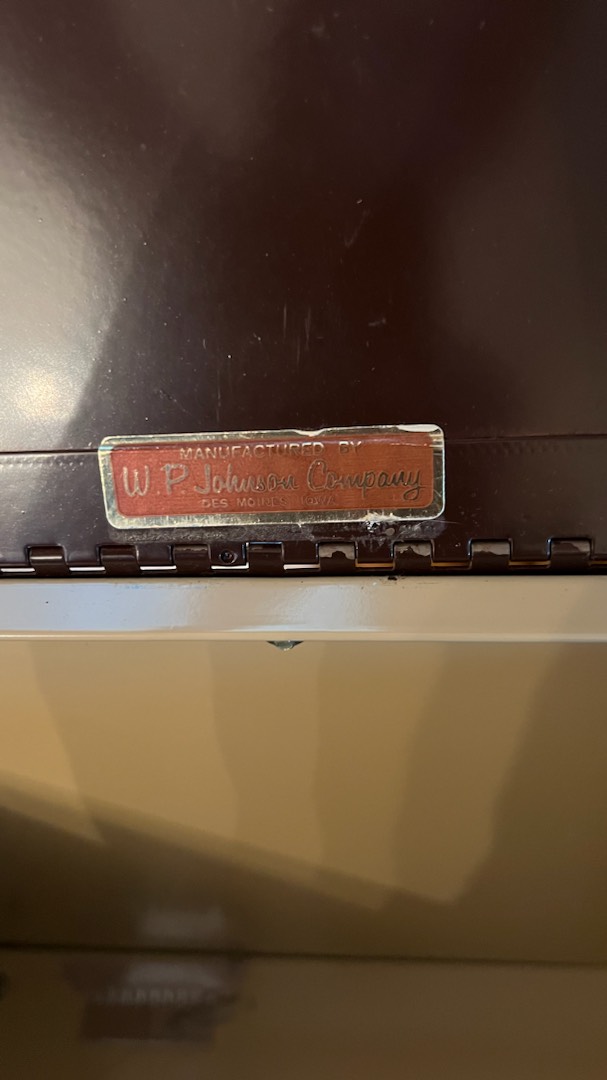 MANUFACTURED BY
W. P. Johnson Company
DES MOINES, IOWA